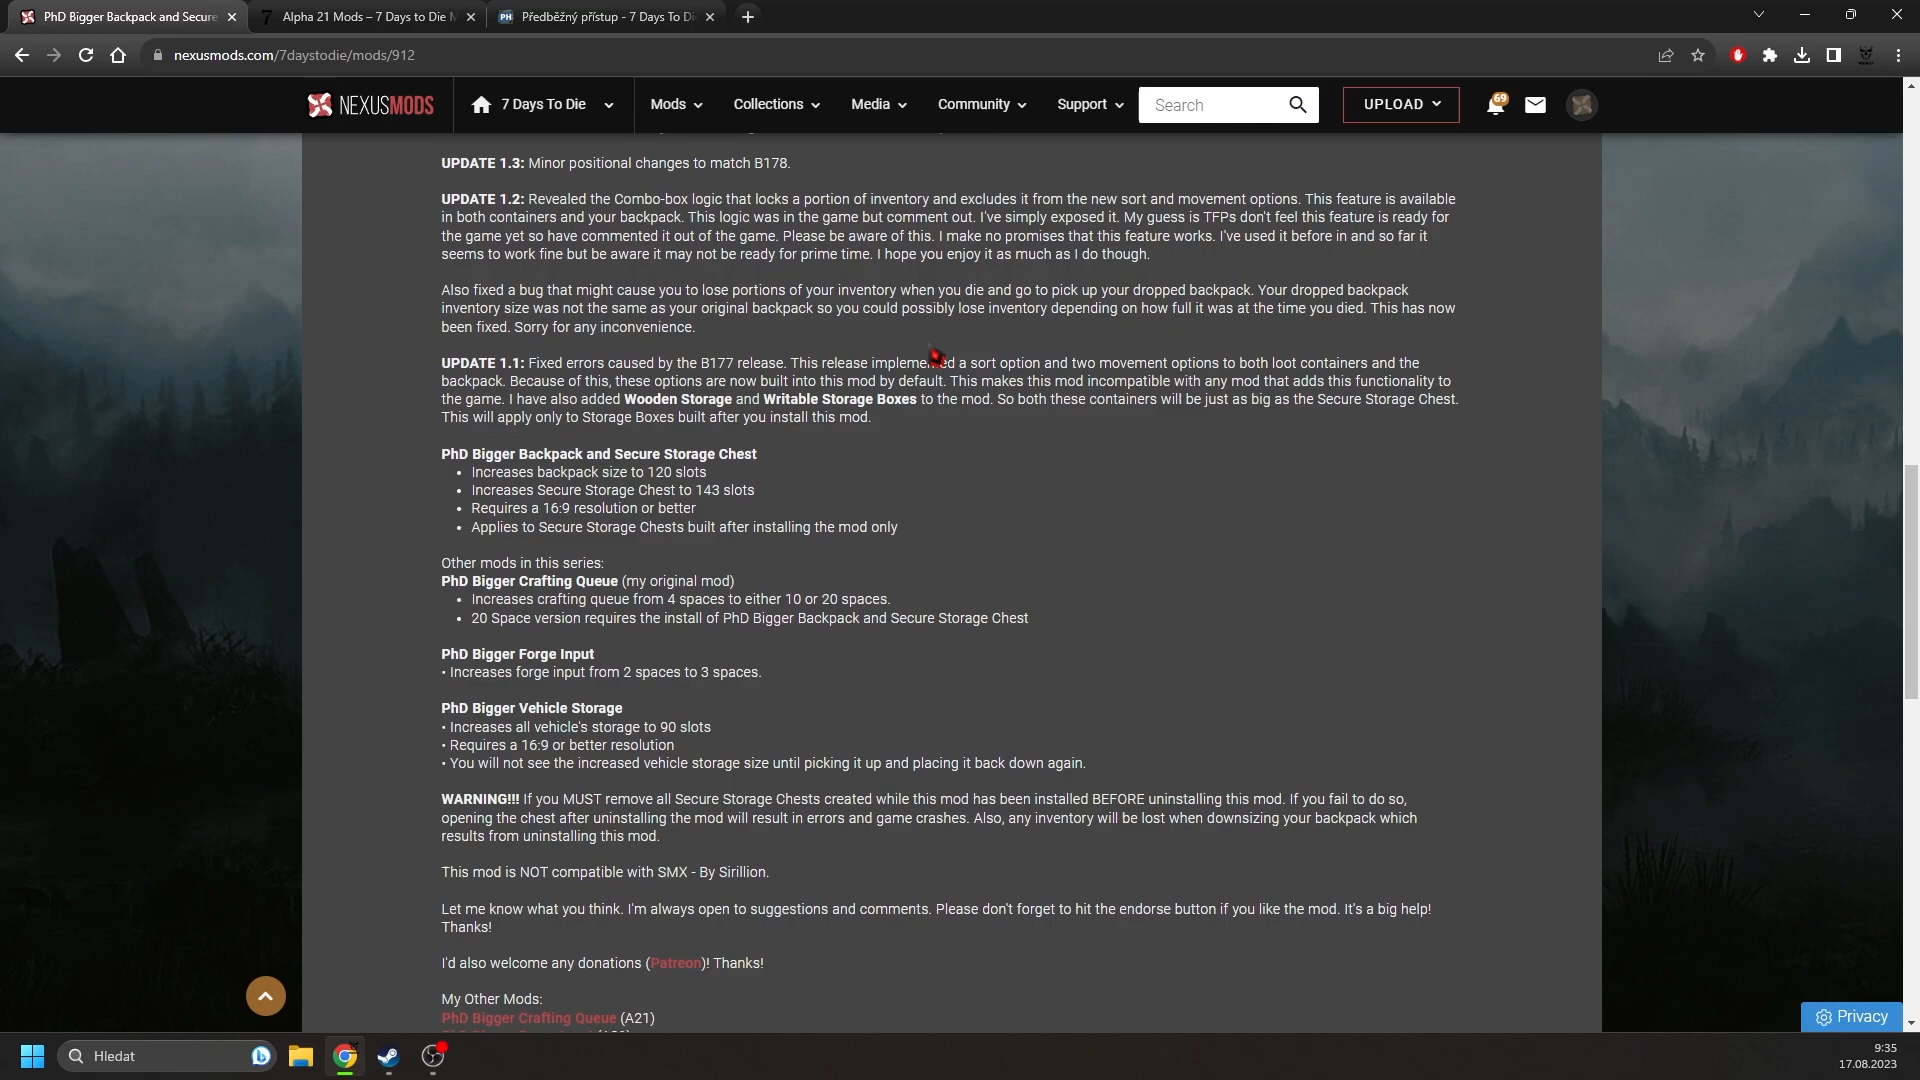 PhD Bigger Backpack and Secure
Alpha 21 Mods – 7 Days to Die M
PH
Předběžný přístup - 7 Days To Di
nexusmods.com/7daystodie/mods/912
NEXUSMODS
7 Days To Die
Mods
Collections
Media
Community
Support
Search
UPLOAD
69
UPDATE 1.3: Minor positional changes to match B178.
UPDATE 1.2: Revealed the Combo-box logic that locks a portion of inventory and excludes it from the new sort and movement options. This feature is available
in both containers and your backpack. This logic was in the game but comment out. I've simply exposed it. My guess is TFPs don't feel this feature is ready for
the game yet so have commented it out of the game. Please be aware of this. I make no promises that this feature works. I've used it before in and so far it
seems to work fine but be aware it may not be ready for prime time. I hope you enjoy it as much as I do though.
Also fixed a bug that might cause you to lose portions of your inventory when you die and go to pick up your dropped backpack. Your dropped backpack
inventory size was not the same as your original backpack so you could possibly lose inventory depending on how full it was at the time you died. This has now
been fixed. Sorry for any inconvenience.
UPDATE 1.1: Fixed errors caused by the B177 release. This release implemented a sort option and two movement options to both loot containers and the
backpack. Because of this, these options are now built into this mod by default. This makes this mod incompatible with any mod that adds this functionality to
the game. I have also added Wooden Storage and Writable Storage Boxes to the mod. So both these containers will be just as big as the Secure Storage Chest.
This will apply only to Storage Boxes built after you install this mod.
PhD Bigger Backpack and Secure Storage Chest
• Increases backpack size to 120 slots
• Increases Secure Storage Chest to 143 slots
• Requires a 16:9 resolution or better
• Applies to Secure Storage Chests built after installing the mod only
Other mods in this series:
PhD Bigger Crafting Queue (my original mod)
• Increases crafting queue from 4 spaces to either 10 or 20 spaces.
• 20 Space version requires the install of PhD Bigger Backpack and Secure Storage Chest
PhD Bigger Forge Input
• Increases forge input from 2 spaces to 3 spaces.
PhD Bigger Vehicle Storage
• Increases all vehicle's storage to 90 slots
• Requires a 16:9 or better resolution
• You will not see the increased vehicle storage size until picking it up and placing it back down again.
WARNING!!! If you MUST remove all Secure Storage Chests created while this mod has been installed BEFORE uninstalling this mod. If you fail to do so,
opening the chest after uninstalling the mod will result in errors and game crashes. Also, any inventory will be lost when downsizing your backpack which
results from uninstalling this mod.
This mod is NOT compatible with SMX - By Sirillion.
Let me know what you think. I'm always open to suggestions and comments. Please don't forget to hit the endorse button if you like the mod. It's a big help!
Thanks!
I'd also welcome any donations (Patreon)! Thanks!
My Other Mods:
PhD Bigger Crafting Queue (A21)
Privacy
Hledat
9:35
17.08.2023